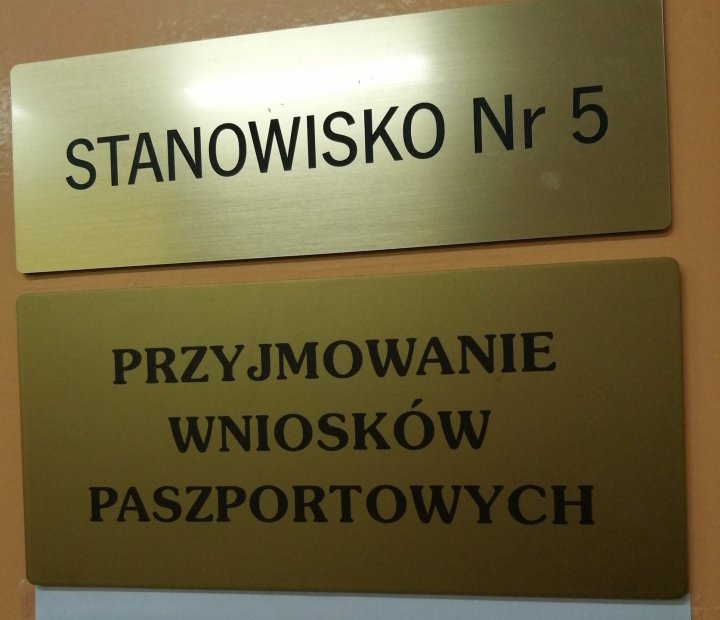 STANOWISKO Nr 5
PRZYJMOWANIE
WNIOSKÓW
PASZPORTOWYCH